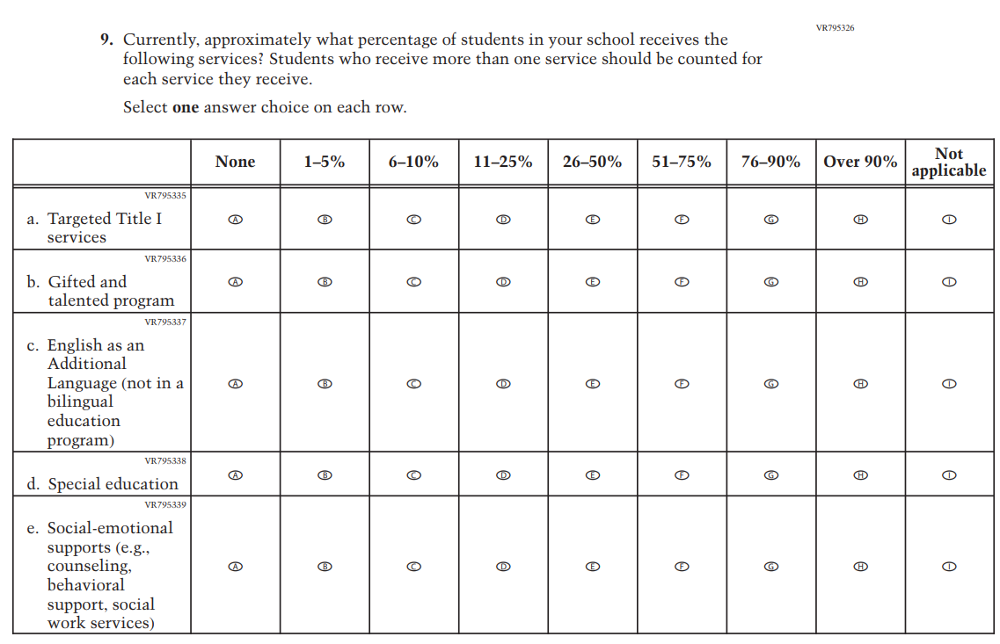 VR795326
9. Currently, approximately what percentage of students in your school receives the
following services? Students who receive more than one service should be counted for
each service they receive.
Select one answer choice on each row.
None 1–5% 6–10% 11–25% 26–50% 51–75% 76–90% Over 90% Not
applicable
VR795335
a. Targeted Title I
services
A B C D E F G H I
VR795336
b. Gifted and
talented program
A B C D E F G H I
VR795337
c. English as an
Additional
Language (not in a
bilingual
education
program)
A B C D E F G H I
VR795338
d. Special education
A B C D E F G H I
VR795339
e. Social-emotional
supports (e.g.,
counseling,
behavioral
support, social
work services)
A B C D E F G H I